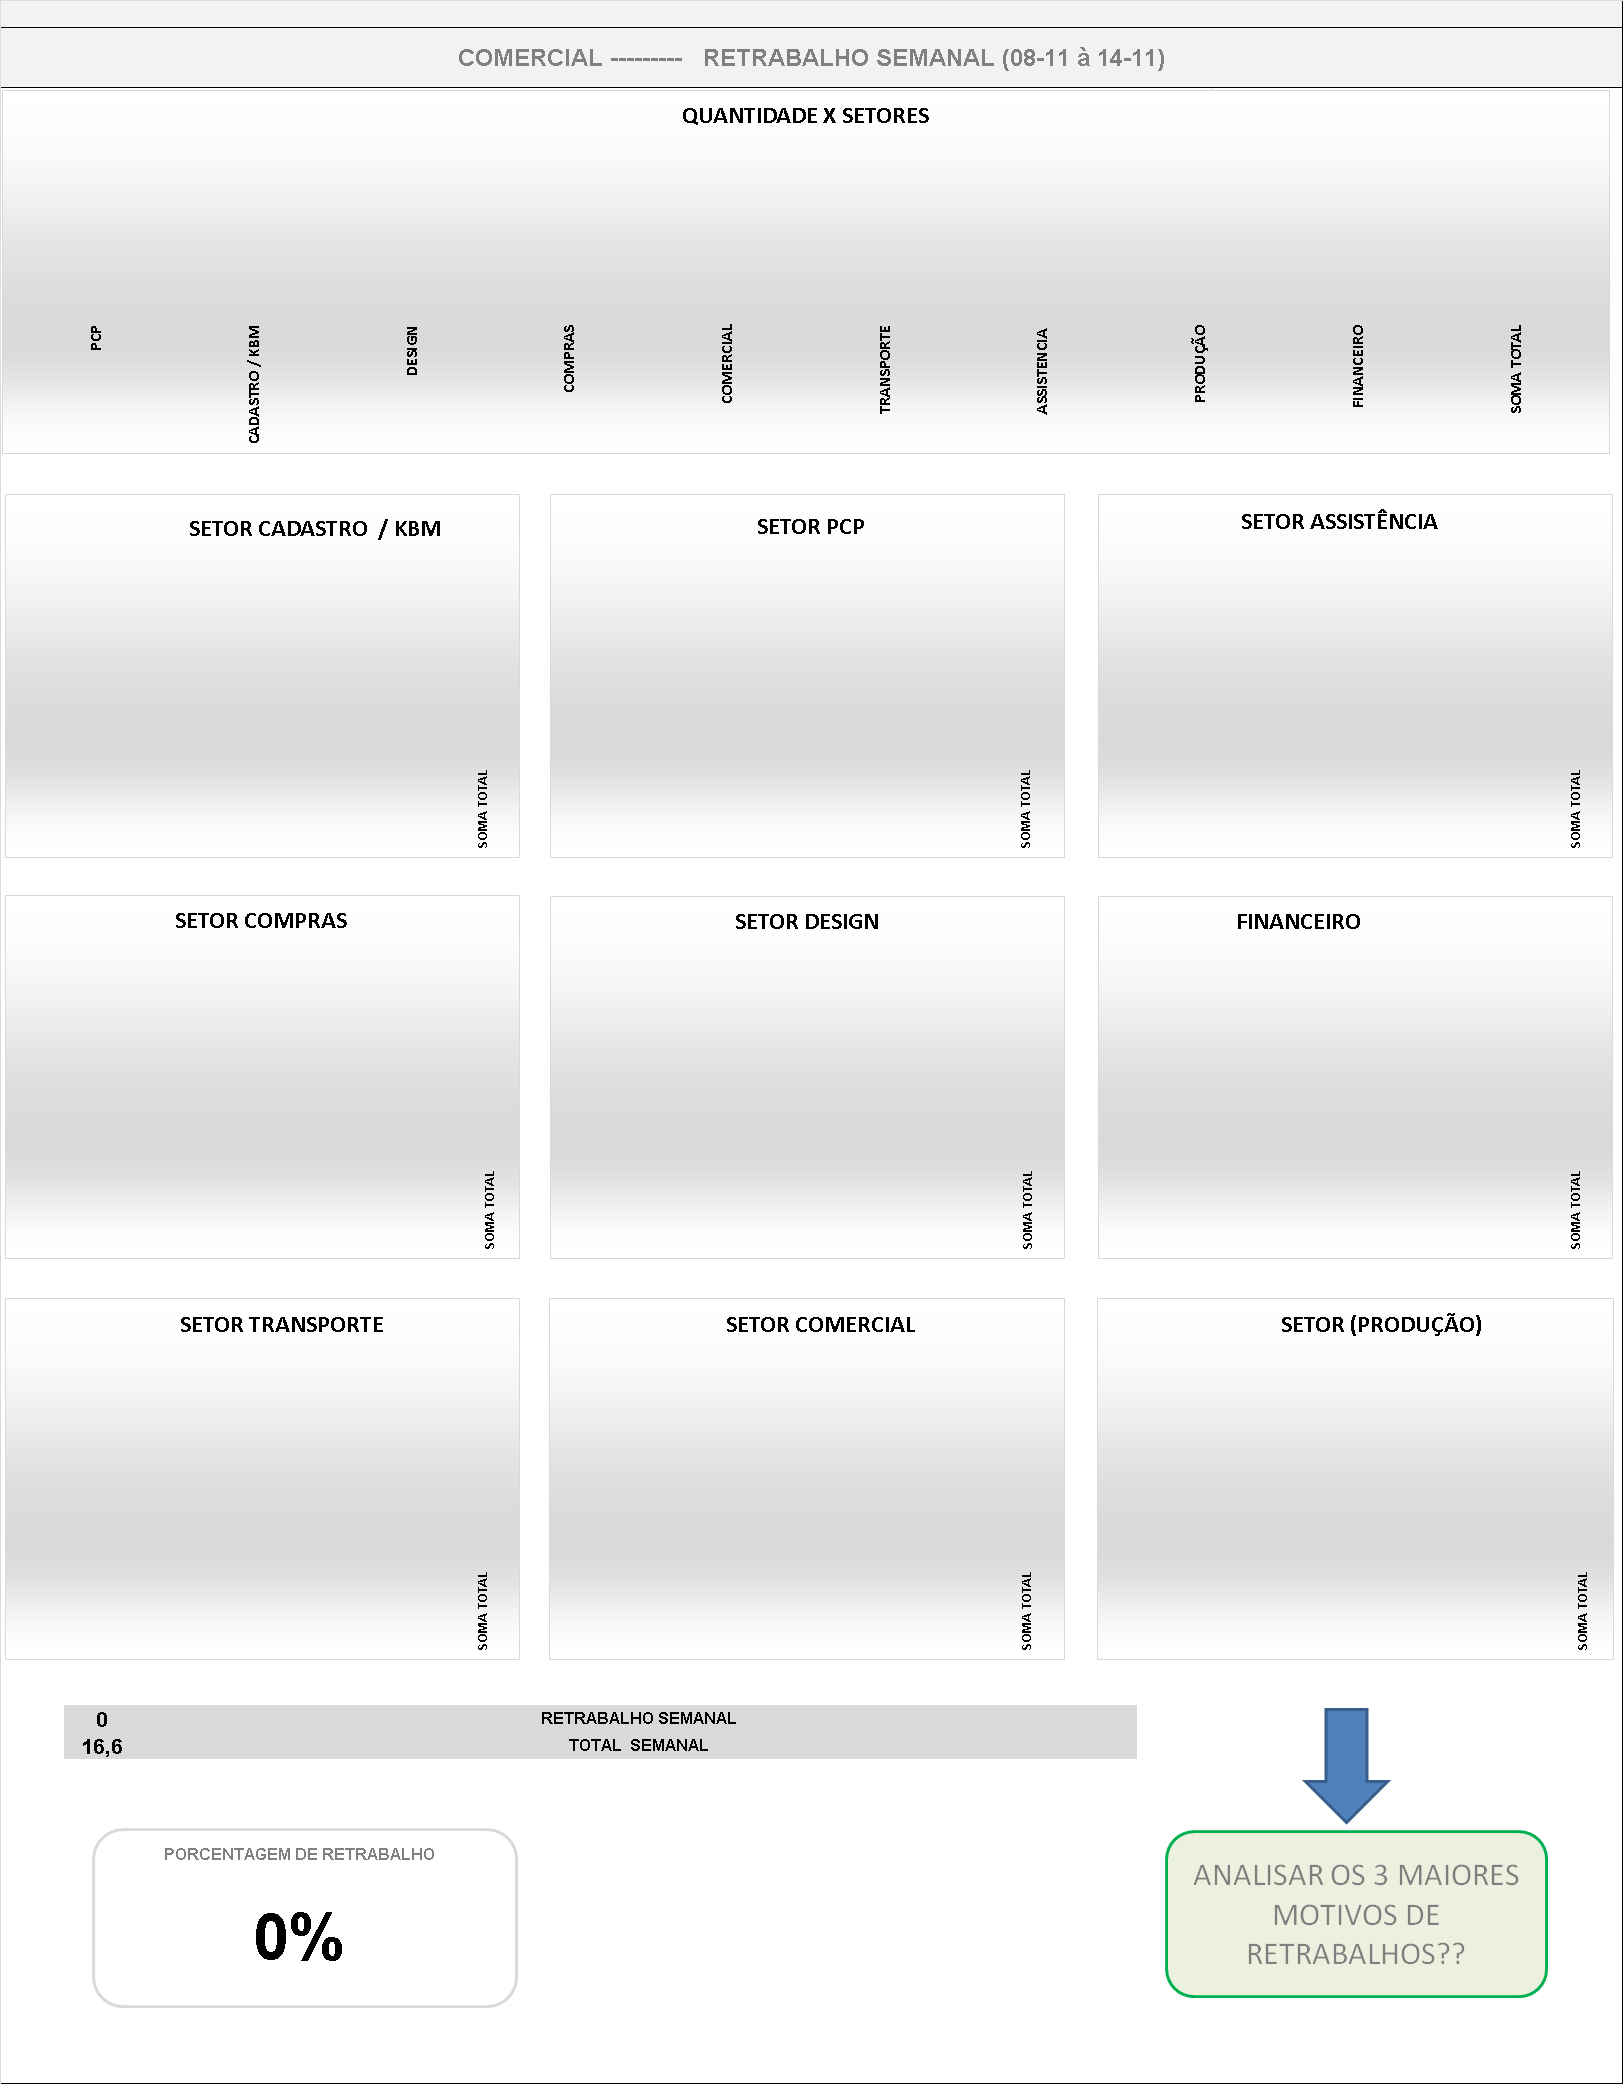 COMERCIAL ---------   RETRABALHO SEMANAL (08-11 à 14-11)
QUANTIDADE X SETORES
PCP
CADASTRO / KBM
DESIGN
COMPRAS
COMERCIAL
TRANSPORTE
ASSISTENCIA
PRODUÇÃO
FINANCEIRO
SOMA TOTAL
SETOR CADASTRO  / KBM
SOMA TOTAL
SETOR PCP
SOMA TOTAL
SETOR ASSISTÊNCIA
SOMA TOTAL
SETOR COMPRAS
SOMA TOTAL
SETOR DESIGN
SOMA TOTAL
FINANCEIRO
SOMA TOTAL
SETOR TRANSPORTE
SOMA TOTAL
SETOR COMERCIAL
SOMA TOTAL
SETOR (PRODUÇÃO)
SOMA TOTAL
0 RETRABALHO SEMANAL
16,6 TOTAL  SEMANAL
PORCENTAGEM DE RETRABALHO
0%
ANALISAR OS 3 MAIORES
MOTIVOS DE
RETRABALHOS??